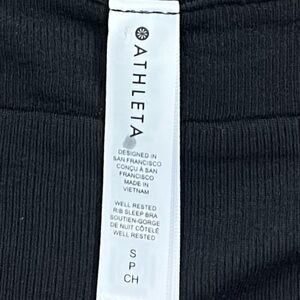 ATHLETA
DESIGNED IN
SAN FRANCISCO
CONÇU À SAN
FRANCISCO
MADE IN
VIETNAM
WELL RESTED
RIB SLEEP BRA
SOUTIEN-GORGE
DE NUIT CÔTELÉ
WELL RESTED
S
P
CH